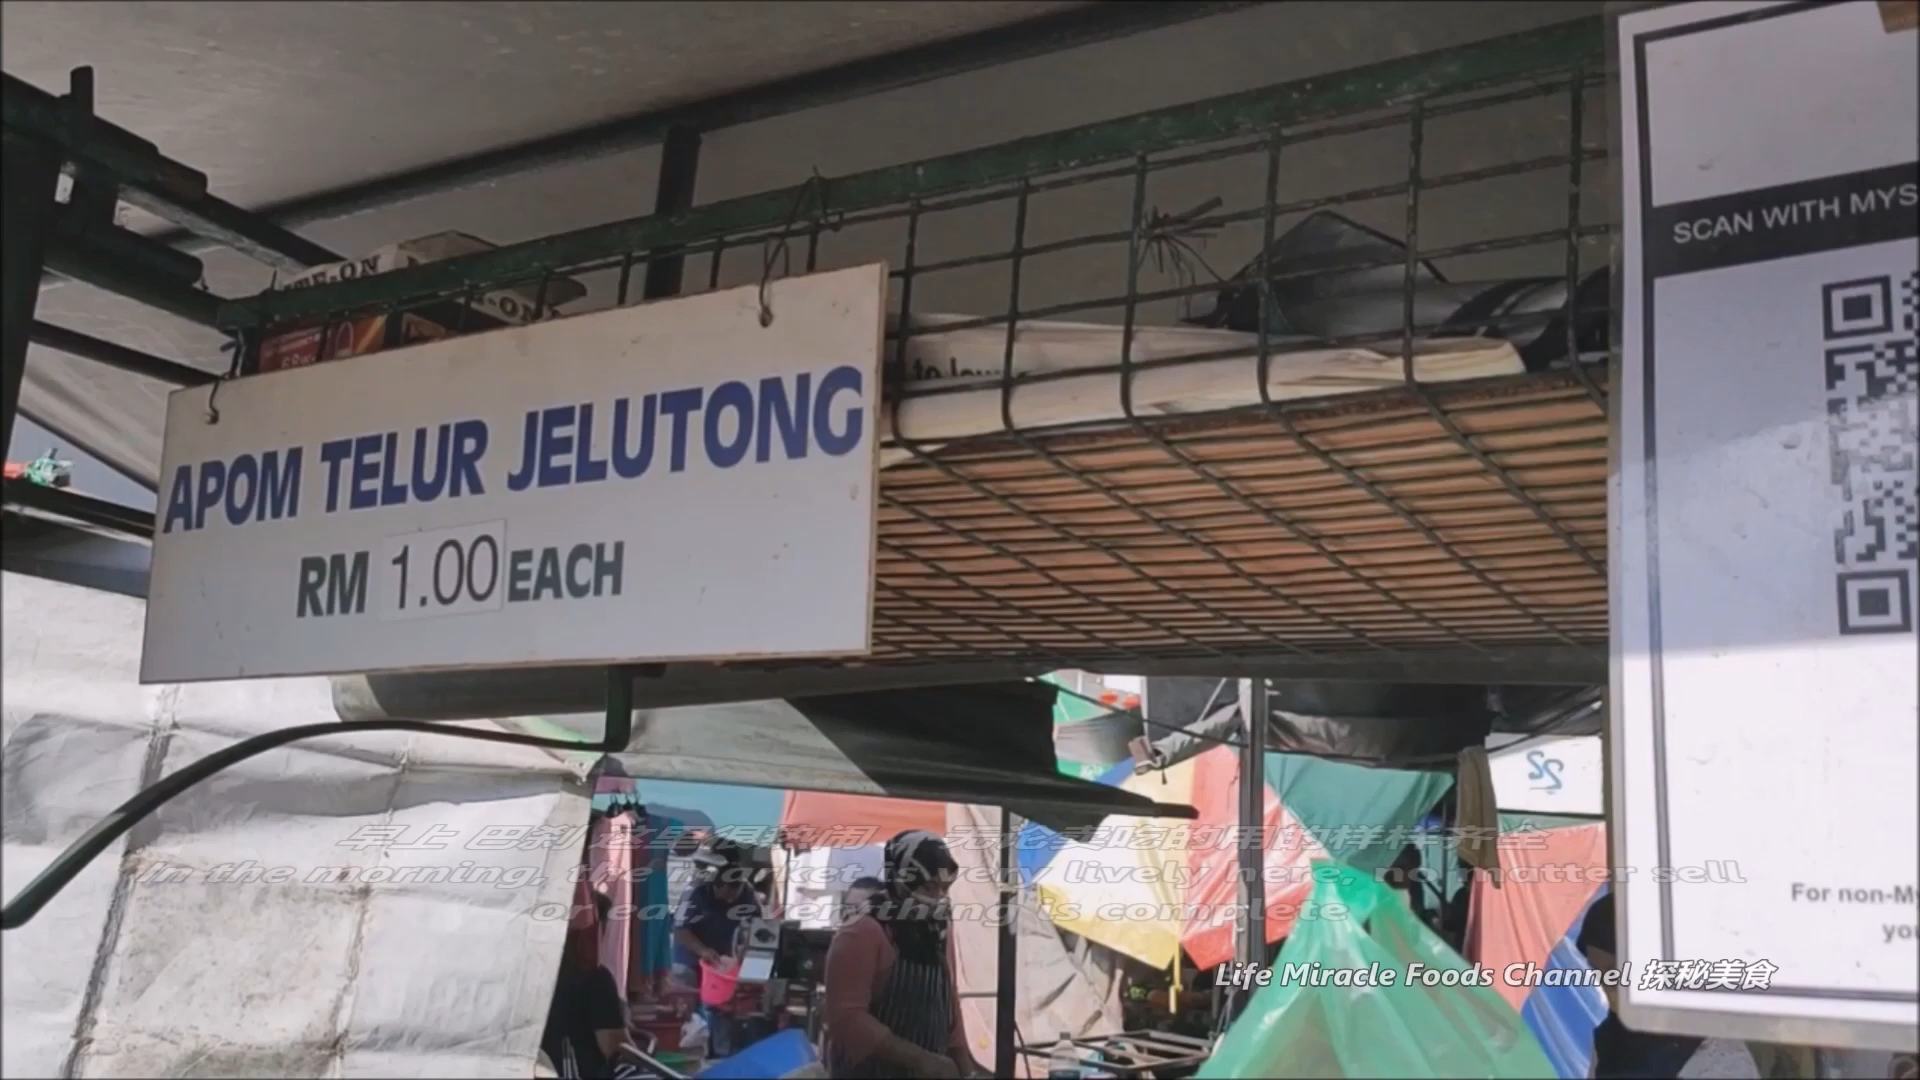 APOM TELUR JELUTONG
RM 1.00 EACH
SCAN WITH MYS
For non-M
you
早上 巴刹 这里很热闹 ，无论卖吃的用的样样齐全
In the morning, the market is very lively here, no matter sell
or eat, everything is complete
Life Miracle Foods Channel 探秘美食